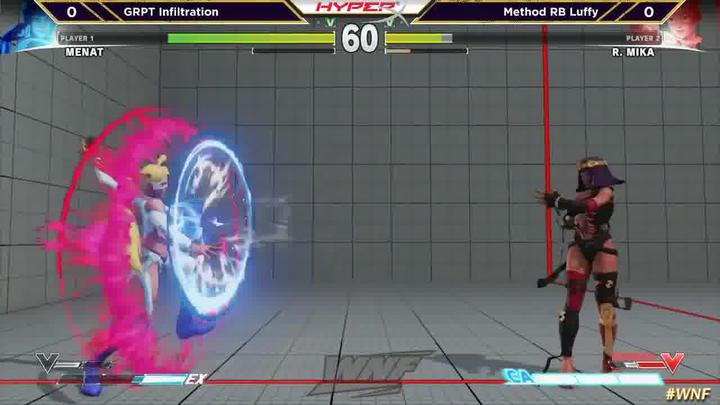 0 GRPT Infiltration HYPER Method RB Luffy 0
PLAYER 1 60 PLAYER 2
MENAT R. MIKA
V V
EX CA
WNF
#WNF